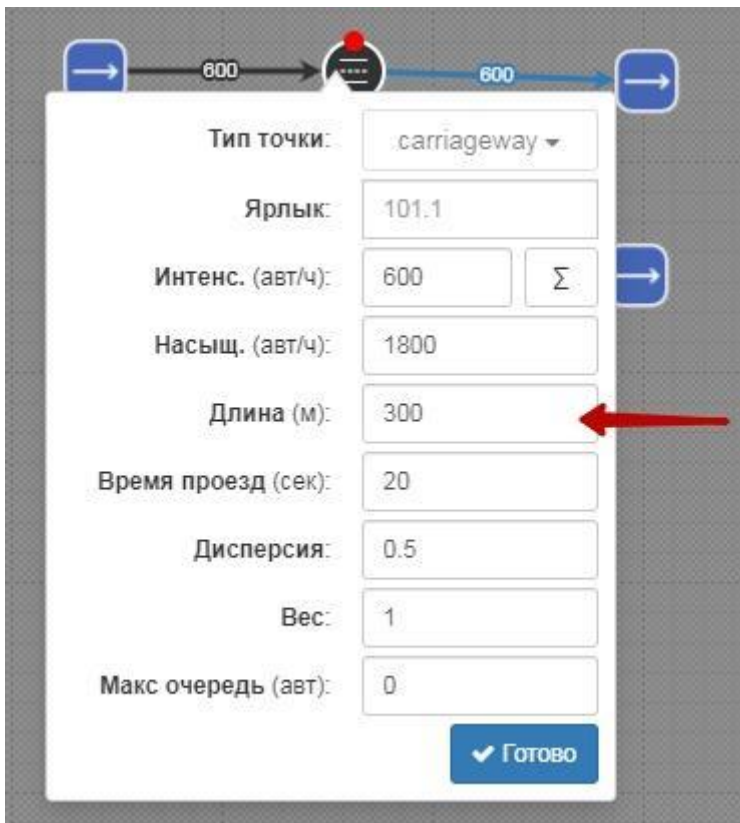 600 600
Тип точки: carriageway
Ярлык: 101.1
Интенс. (авт/ч): 600 Σ
Насыщ. (авт/ч): 1800
Длина (м): 300
Время проезд (сек): 20
Дисперсия: 0.5
Вес: 1
Макс очередь (авт): 0
Готово